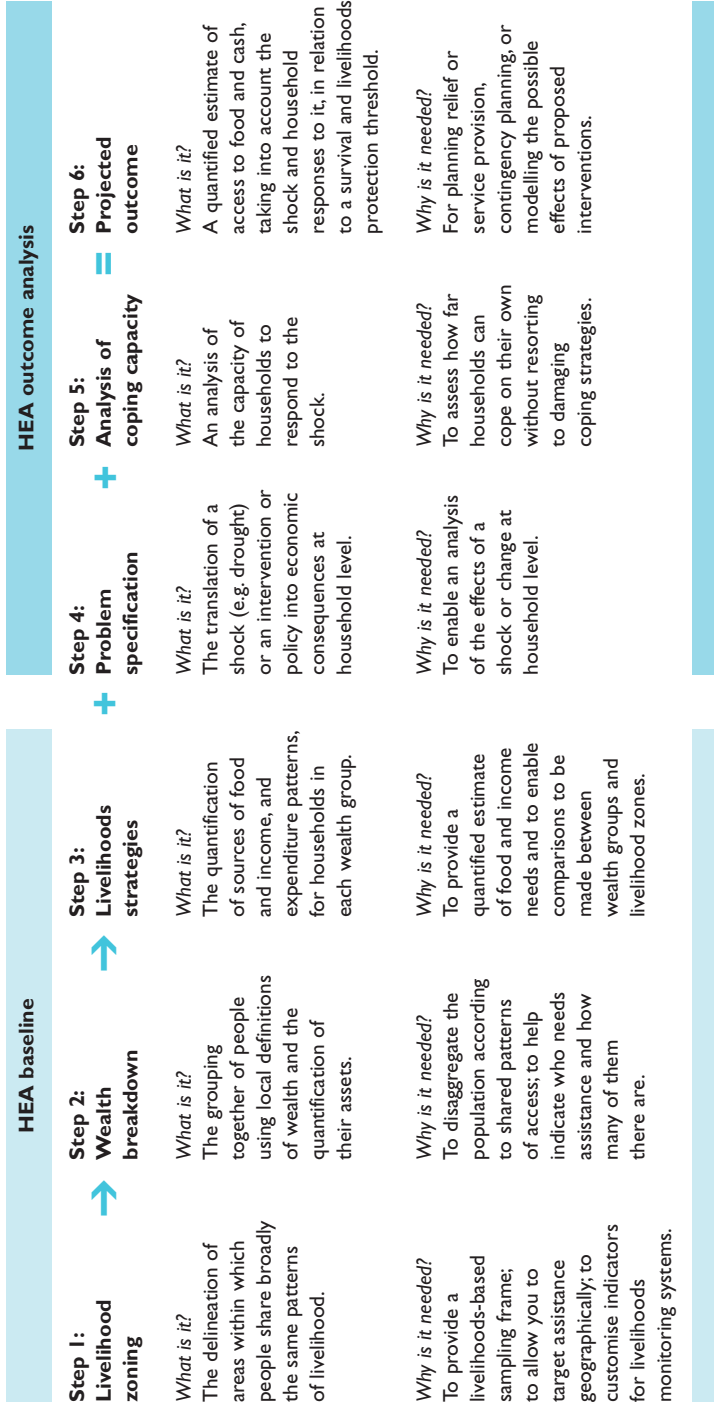 HEA baseline
HEA outcome analysis
Step 1:
Livelihood
zoning
→
Step 2:
Wealth
breakdown
→
Step 3:
Livelihoods
strategies
+
Step 4:
Problem
specification
+
Step 5:
Analysis of
coping capacity
=
Step 6:
Projected
outcome
What is it?
The delineation of
areas within which
people share broadly
the same patterns
of livelihood.
What is it?
The grouping
together of people
using local definitions
of wealth and the
quantification of
their assets.
What is it?
The quantification
of sources of food
and income, and
expenditure patterns,
for households in
each wealth group.
What is it?
The translation of a
shock (e.g. drought)
or an intervention or
policy into economic
consequences at
household level.
What is it?
An analysis of
the capacity of
households to
respond to the
shock.
What is it?
A quantified estimate of
access to food and cash,
taking into account the
shock and household
responses to it, in relation
to a survival and livelihoods
protection threshold.
Why is it needed?
To provide a
livelihoods-based
sampling frame;
to allow you to
target assistance
geographically; to
customise indicators
for livelihoods
monitoring systems.
Why is it needed?
To disaggregate the
population according
to shared patterns
of access; to help
indicate who needs
assistance and how
many of them
there are.
Why is it needed?
To provide a
quantified estimate
of food and income
needs and to enable
comparisons to be
made between
wealth groups and
livelihood zones.
Why is it needed?
To enable an analysis
of the effects of a
shock or change at
household level.
Why is it needed?
To assess how far
households can
cope on their own
without resorting
to damaging
coping strategies.
Why is it needed?
For planning relief or
service provision,
contingency planning, or
modelling the possible
effects of proposed
interventions.